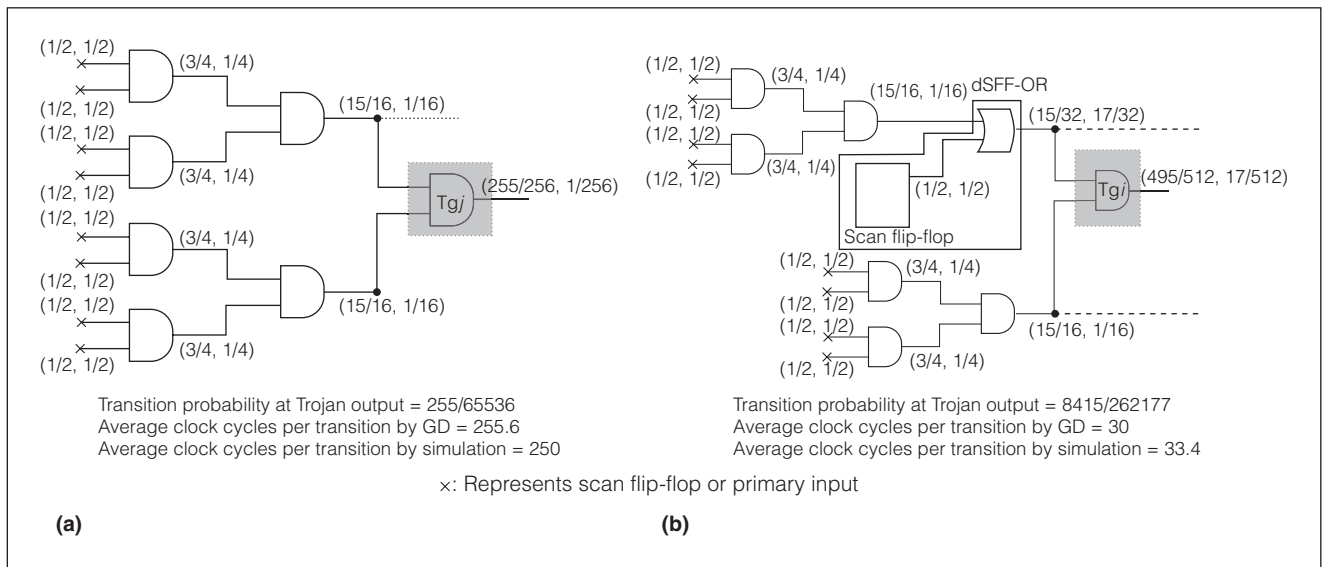 (1/2, 1/2)
(3/4, 1/4)
(1/2, 1/2)
(15/16, 1/16)
(1/2, 1/2)
(3/4, 1/4)
(1/2, 1/2)
(255/256, 1/256)
Tgj
(1/2, 1/2)
(3/4, 1/4)
(1/2, 1/2)
(1/2, 1/2)
(15/16, 1/16)
(3/4, 1/4)
(1/2, 1/2)
Transition probability at Trojan output = 255/65536
Average clock cycles per transition by GD = 255.6
Average clock cycles per transition by simulation = 250
(a)
(1/2, 1/2)
(3/4, 1/4)
(1/2, 1/2)
(15/16, 1/16)
dSFF-OR
(15/32, 17/32)
(1/2, 1/2)
(3/4, 1/4)
(1/2, 1/2)
(1/2, 1/2)
(495/512, 17/512)
Tgj
Scan flip-flop
(1/2, 1/2)
(3/4, 1/4)
(1/2, 1/2)
(1/2, 1/2)
(15/16, 1/16)
(3/4, 1/4)
(1/2, 1/2)
Transition probability at Trojan output = 8415/262177
Average clock cycles per transition by GD = 30
Average clock cycles per transition by simulation = 33.4
×: Represents scan flip-flop or primary input
(b)